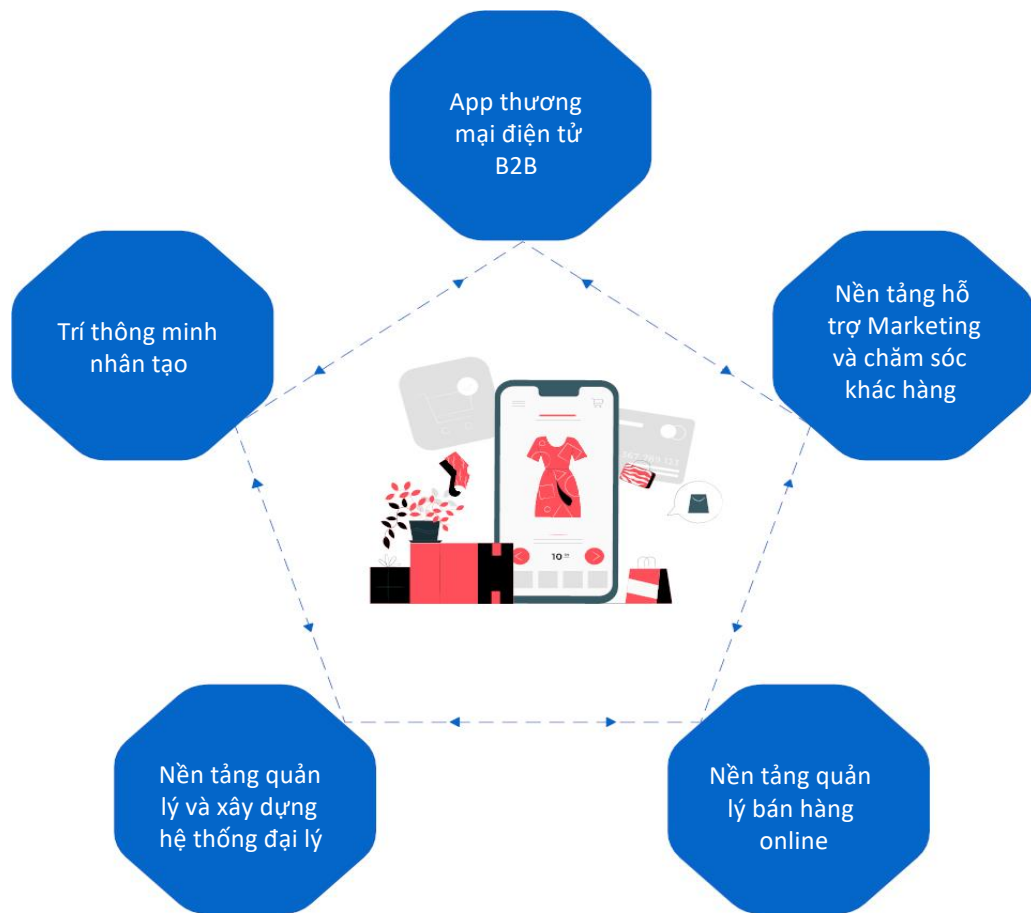 App thương
mại điện tử
B2B
Trí thông minh
nhân tạo
Nền tảng hỗ
trợ Marketing
và chăm sóc
khác hàng
10
Nền tảng quản
lý và xây dựng
hệ thống đại lý
Nền tảng quản
lý bán hàng
online